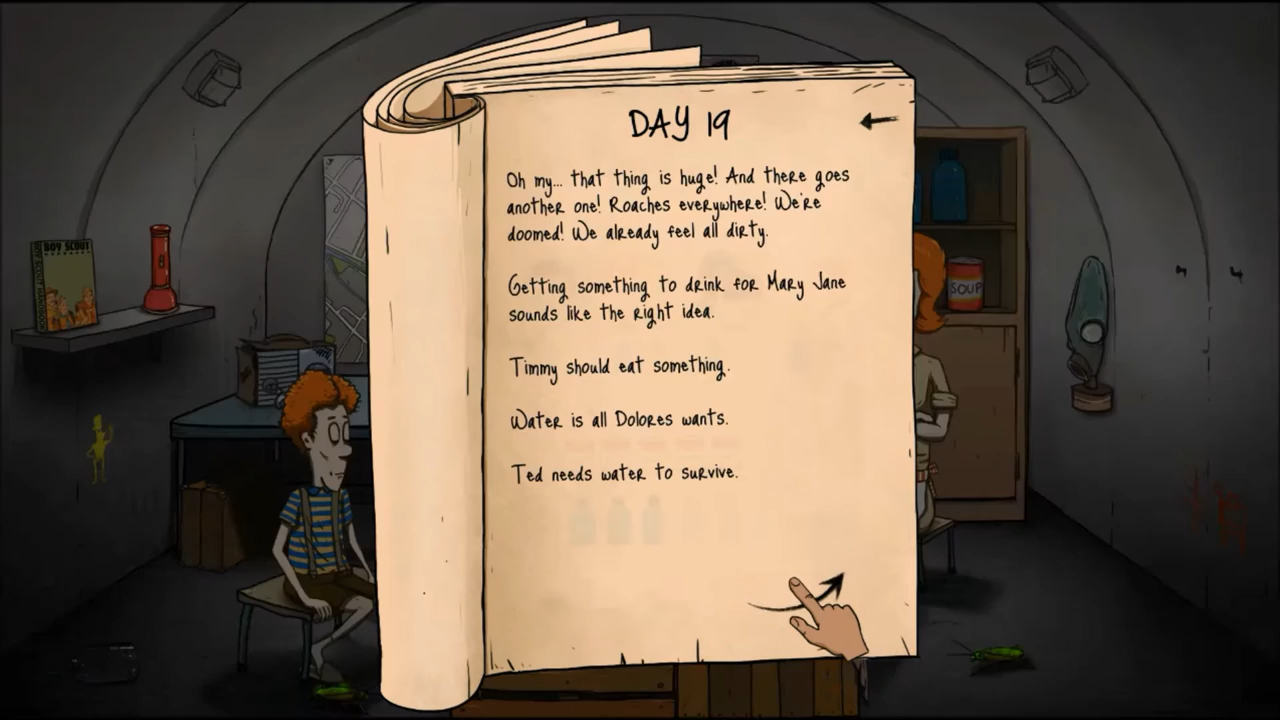 DAY 19
Oh my... that thing is huge! And there goes
another one! Roaches everywhere! We're
doomed! We already feel all dirty.
Getting something to drink for Mary Jane
sounds like the right idea.
Timmy should eat something.
Water is all Dolores wants.
Ted needs water to survive.
BOY SCOUT
SOUP